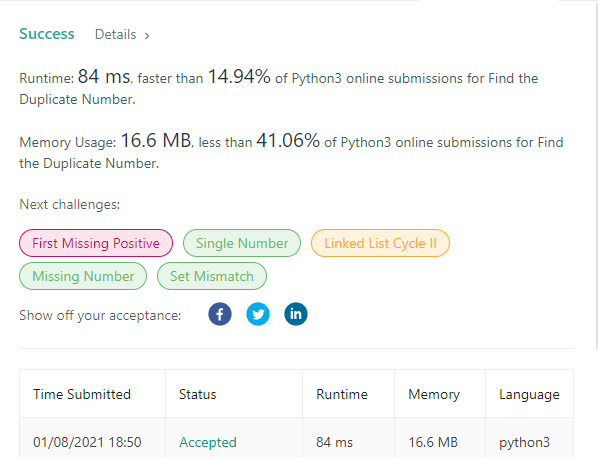 Success Details >
Runtime: 84 ms, faster than 14.94% of Python3 online submissions for Find the
Duplicate Number.
Memory Usage: 16.6 MB, less than 41.06% of Python3 online submissions for Find
the Duplicate Number.
Next challenges:
First Missing Positive Single Number Linked List Cycle II
Missing Number Set Mismatch
Show off your acceptance: f in
Time Submitted Status Runtime Memory Language
01/08/2021 18:50 Accepted 84 ms 16.6 MB python3